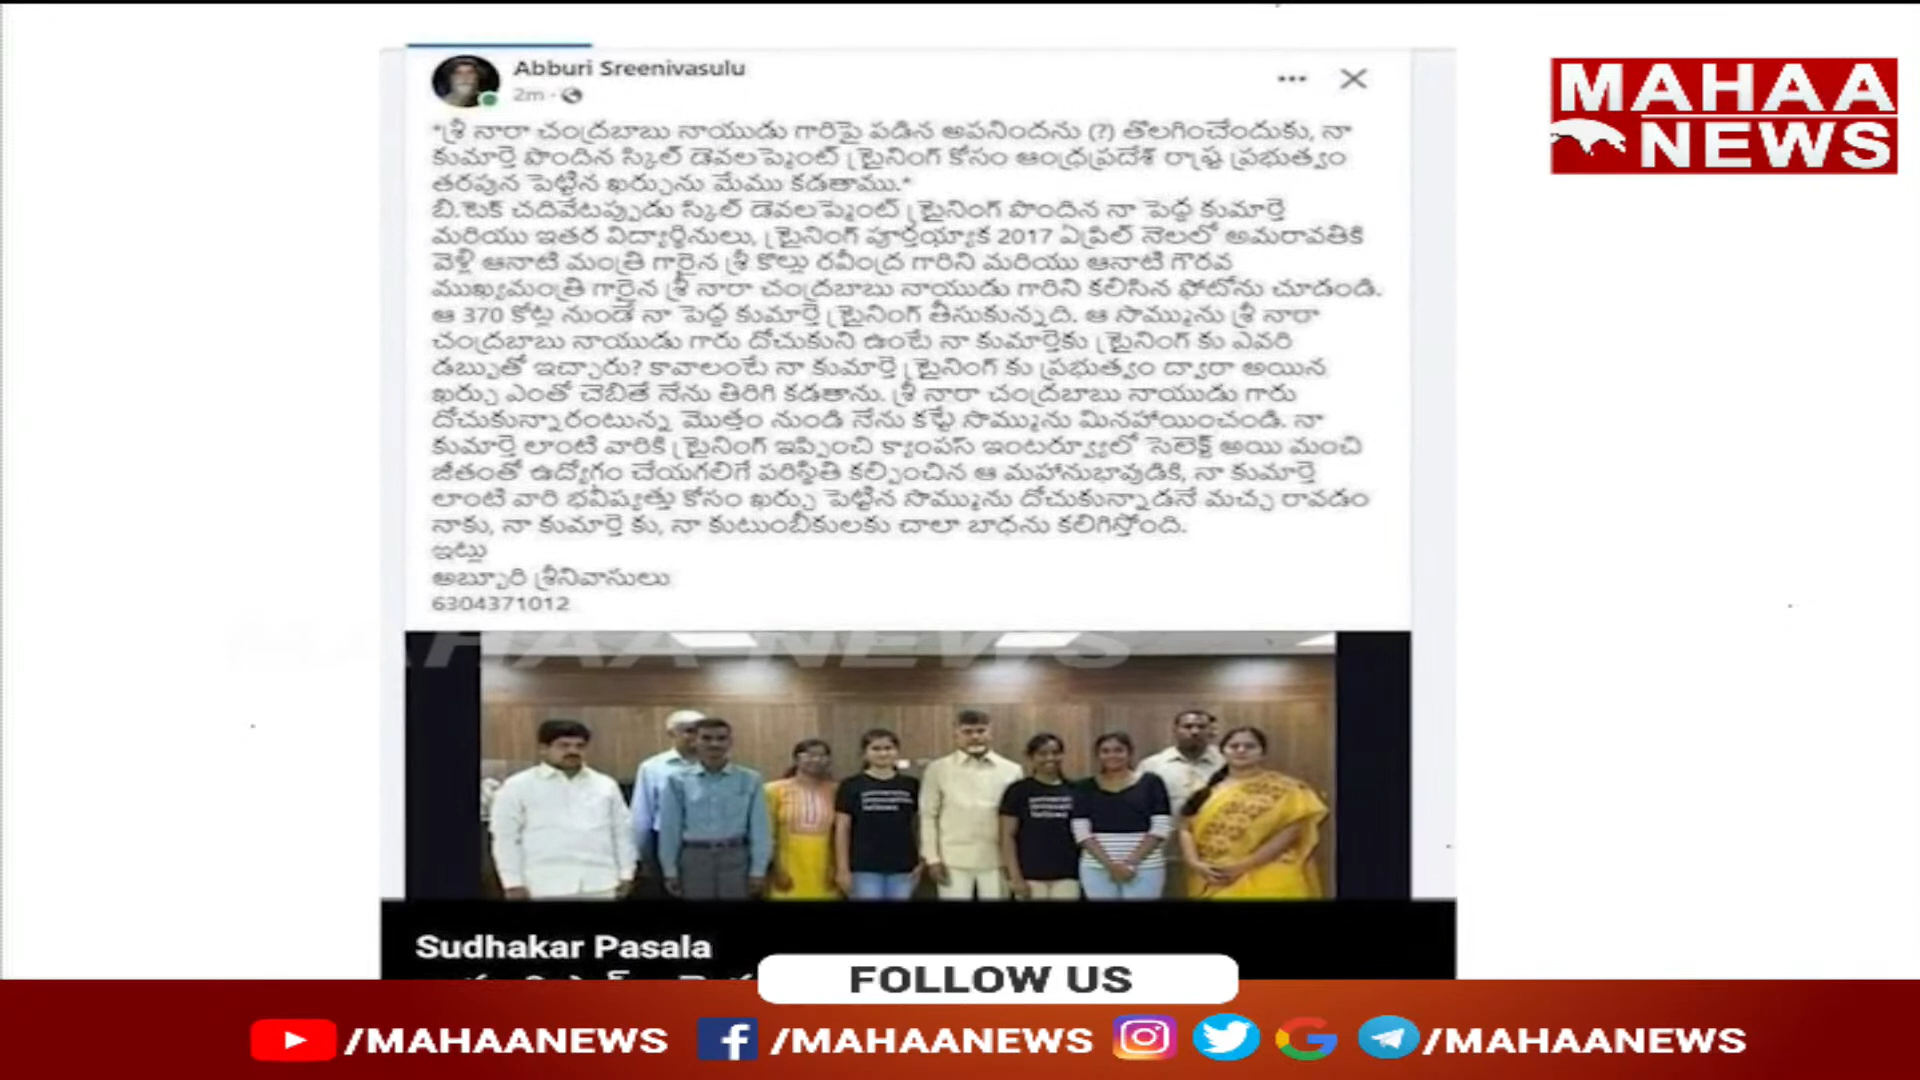 MAHAA
NEWS
Abburi Sreenivasulu
2m
*శ్రీ నారా చంద్రబాబు నాయుడు గారిపై పడిన అపనిందను (?) తొలగించేందుకు, నా
కుమార్తె పొందిన స్కిల్ డెవలప్మెంట్ ట్రైనింగ్ కోసం ఆంధ్రప్రదేశ్ రాష్ట్ర ప్రభుత్వం
తరపున పెట్టిన ఖర్చును మేము కడతాము.*
బి.టెక్ చదివేటప్పుడు స్కిల్ డెవలప్మెంట్ ట్రైనింగ్ పొందిన నా పెద్ద కుమార్తె
మరియు ఇతర విద్యార్థినులు, ట్రైనింగ్ పూర్తయ్యాక 2017 ఏప్రిల్ నెలలో అమరావతికి
వెళ్లి ఆనాటి మంత్రి గారైన శ్రీ కొల్లు రవీంద్ర గారిని మరియు ఆనాటి గౌరవ
ముఖ్యమంత్రి గారైన శ్రీ నారా చంద్రబాబు నాయుడు గారిని కలిసిన ఫోటోను చూడండి.
ఆ 370 కోట్ల నుండే నా పెద్ద కుమార్తె ట్రైనింగ్ తీసుకున్నది. ఆ సొమ్మును శ్రీ నారా
చంద్రబాబు నాయుడు గారు దోచుకుని ఉంటే నా కుమార్తెకు ట్రైనింగ్ కు ఎవరి
డబ్బుతో ఇచ్చారు? కావాలంటే నా కుమార్తె ట్రైనింగ్ కు ప్రభుత్వం ద్వారా అయిన
ఖర్చు ఎంతో చెబితే నేను తిరిగి కడతాను. శ్రీ నారా చంద్రబాబు నాయుడు గారు
దోచుకున్నారంటున్న మొత్తం నుండి నేను కట్టే సొమ్మును మినహాయించండి. నా
కుమార్తె లాంటి వారికి ట్రైనింగ్ ఇప్పించి క్యాంపస్ ఇంటర్వ్యూలో సెలెక్ట్ అయి మంచి
జీతంతో ఉద్యోగం చేయగలిగే పరిస్థితి కల్పించిన ఆ మహానుభావుడికి, నా కుమార్తె
లాంటి వారి భవిష్యత్తు కోసం ఖర్చు పెట్టిన సొమ్మును దోచుకున్నాడనే మచ్చ రావడం
నాకు, నా కుమార్తె కు, నా కుటుంబీకులకు చాలా బాధను కలిగిస్తోంది.
ఇట్లు
అబ్బూరి శ్రీనివాసులు
6304371012
MAHAA NEWS
Sudhakar Pasala
FOLLOW US
/MAHAANEWS /MAHAANEWS /MAHAANEWS